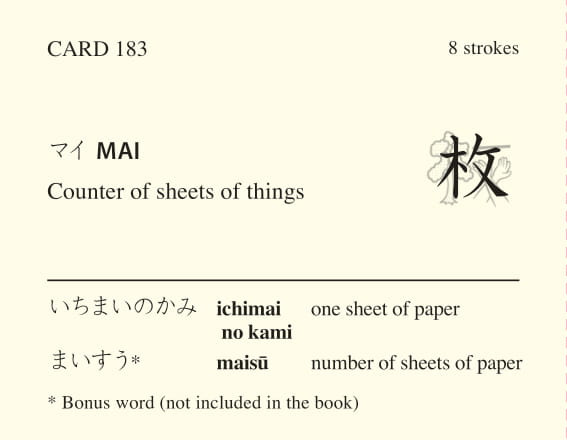 CARD 183 8 strokes
マイ MAI
Counter of sheets of things
枚
いちまいのかみ ichimai one sheet of paper
no kami
まいすう* maisū number of sheets of paper
* Bonus word (not included in the book)